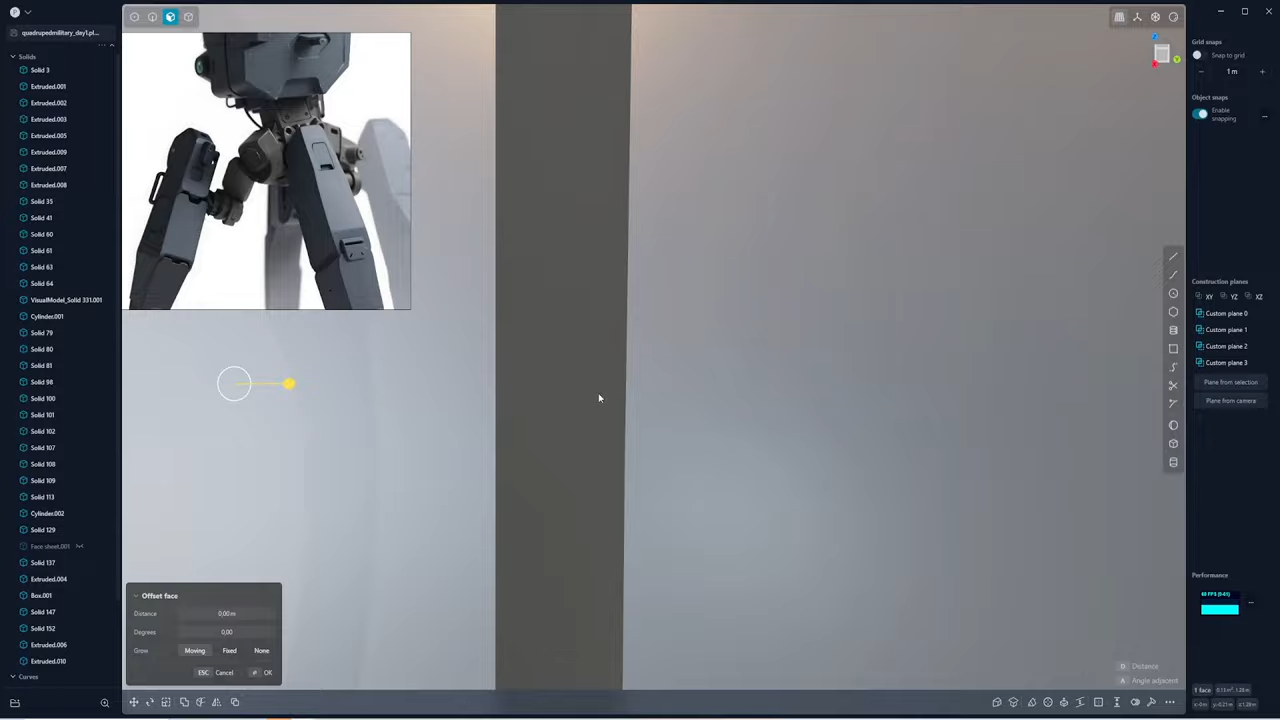 quadrupedmilitary_day1.pl...
Solids
Solid 3
Extruded.001
Extruded.002
Extruded.003
Extruded.005
Extruded.009
Extruded.007
Extruded.008
Solid 35
Solid 41
Solid 60
Solid 61
Solid 63
Solid 64
VisualModel_Solid 331.001
Cylinder.001
Solid 79
Solid 80
Solid 81
Solid 98
Solid 100
Solid 101
Solid 102
Solid 107
Solid 108
Solid 109
Solid 113
Cylinder.002
Solid 129
Face sheet.001
Solid 137
Extruded.004
Box.001
Solid 147
Solid 152
Extruded.006
Extruded.010
Curves
Offset face
Distance 0,00 m
Degrees 0,00
Grow Moving Fixed None
ESC Cancel OK
D Distance
A Angle adjacent
Grid snaps
Snap to grid
− 1 m +
Object snaps
Enable snapping
Construction planes
XY YZ XZ
Custom plane 0
Custom plane 1
Custom plane 2
Custom plane 3
Plane from selection
Plane from camera
Performance
1 face